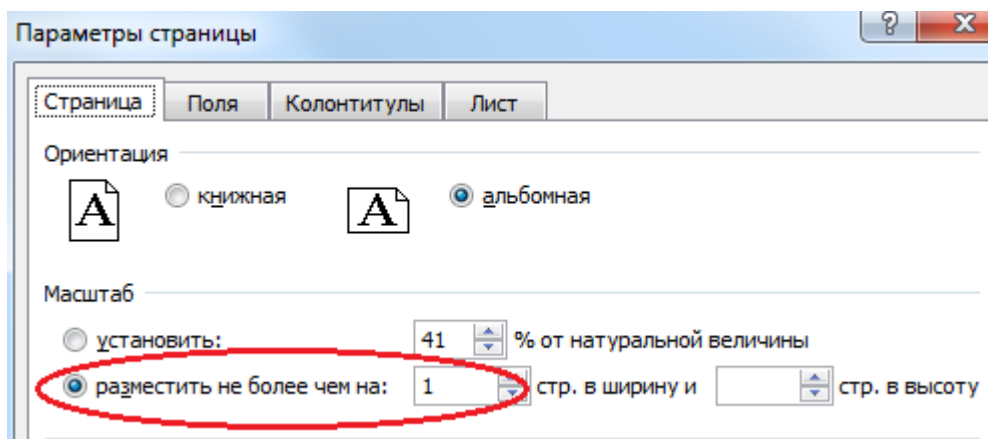 Параметры страницы ? X
Страница Поля Колонтитулы Лист
Ориентация
A книжная A альбомная
Масштаб
установить: 41 % от натуральной величины
разместить не более чем на: 1 стр. в ширину и стр. в высоту